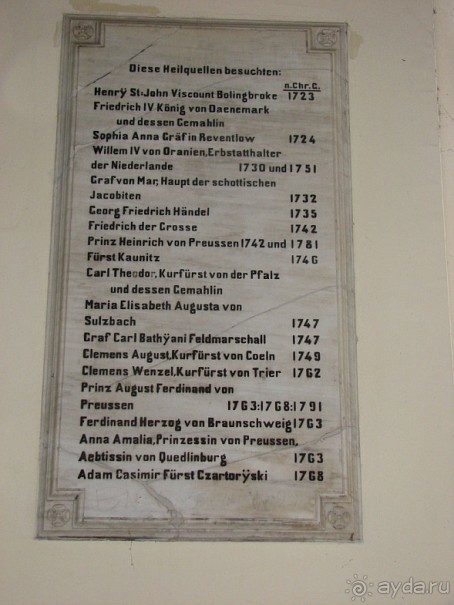 Diese Heilquellen besuchten:
n.Chr.G.
Henrÿ St:John Viscount Bolingbroke 1723
Friedrich IV König von Daenemark
und dessen Gemahlin
Sophia Anna Gräfin Reventlow 1724
Willem IV von Oranien,Erbstatthalter
der Niederlande 1730 und 1751
Graf von Mar, Haupt der schottischen
Jacobiten 1732
Georg Friedrich Händel 1735
Friedrich der Grosse 1742
Prinz Heinrich von Preussen 1742 und 1781
Fürst Kaunitz 1746
Carl Theodor, Kurfürst von der Pfalz
und dessen Gemahlin
Maria Elisabeth Augusta von
Sulzbach 1747
Graf Carl Bathÿani Feldmarschall 1747
Clemens August,Kurfürst von Coeln 1749
Clemens Wenzel,Kurfürst von Trier 1762
Prinz August Ferdinand von
Preussen 1763:1768:1791
Ferdinand Herzog von Braunschweig 1763
Anna Amalia,Prinzessin von Preussen,
Aebtissin von Quedlinburg 1763
Adam Casimir Fürst Czartorÿski 1768
ayda.ru